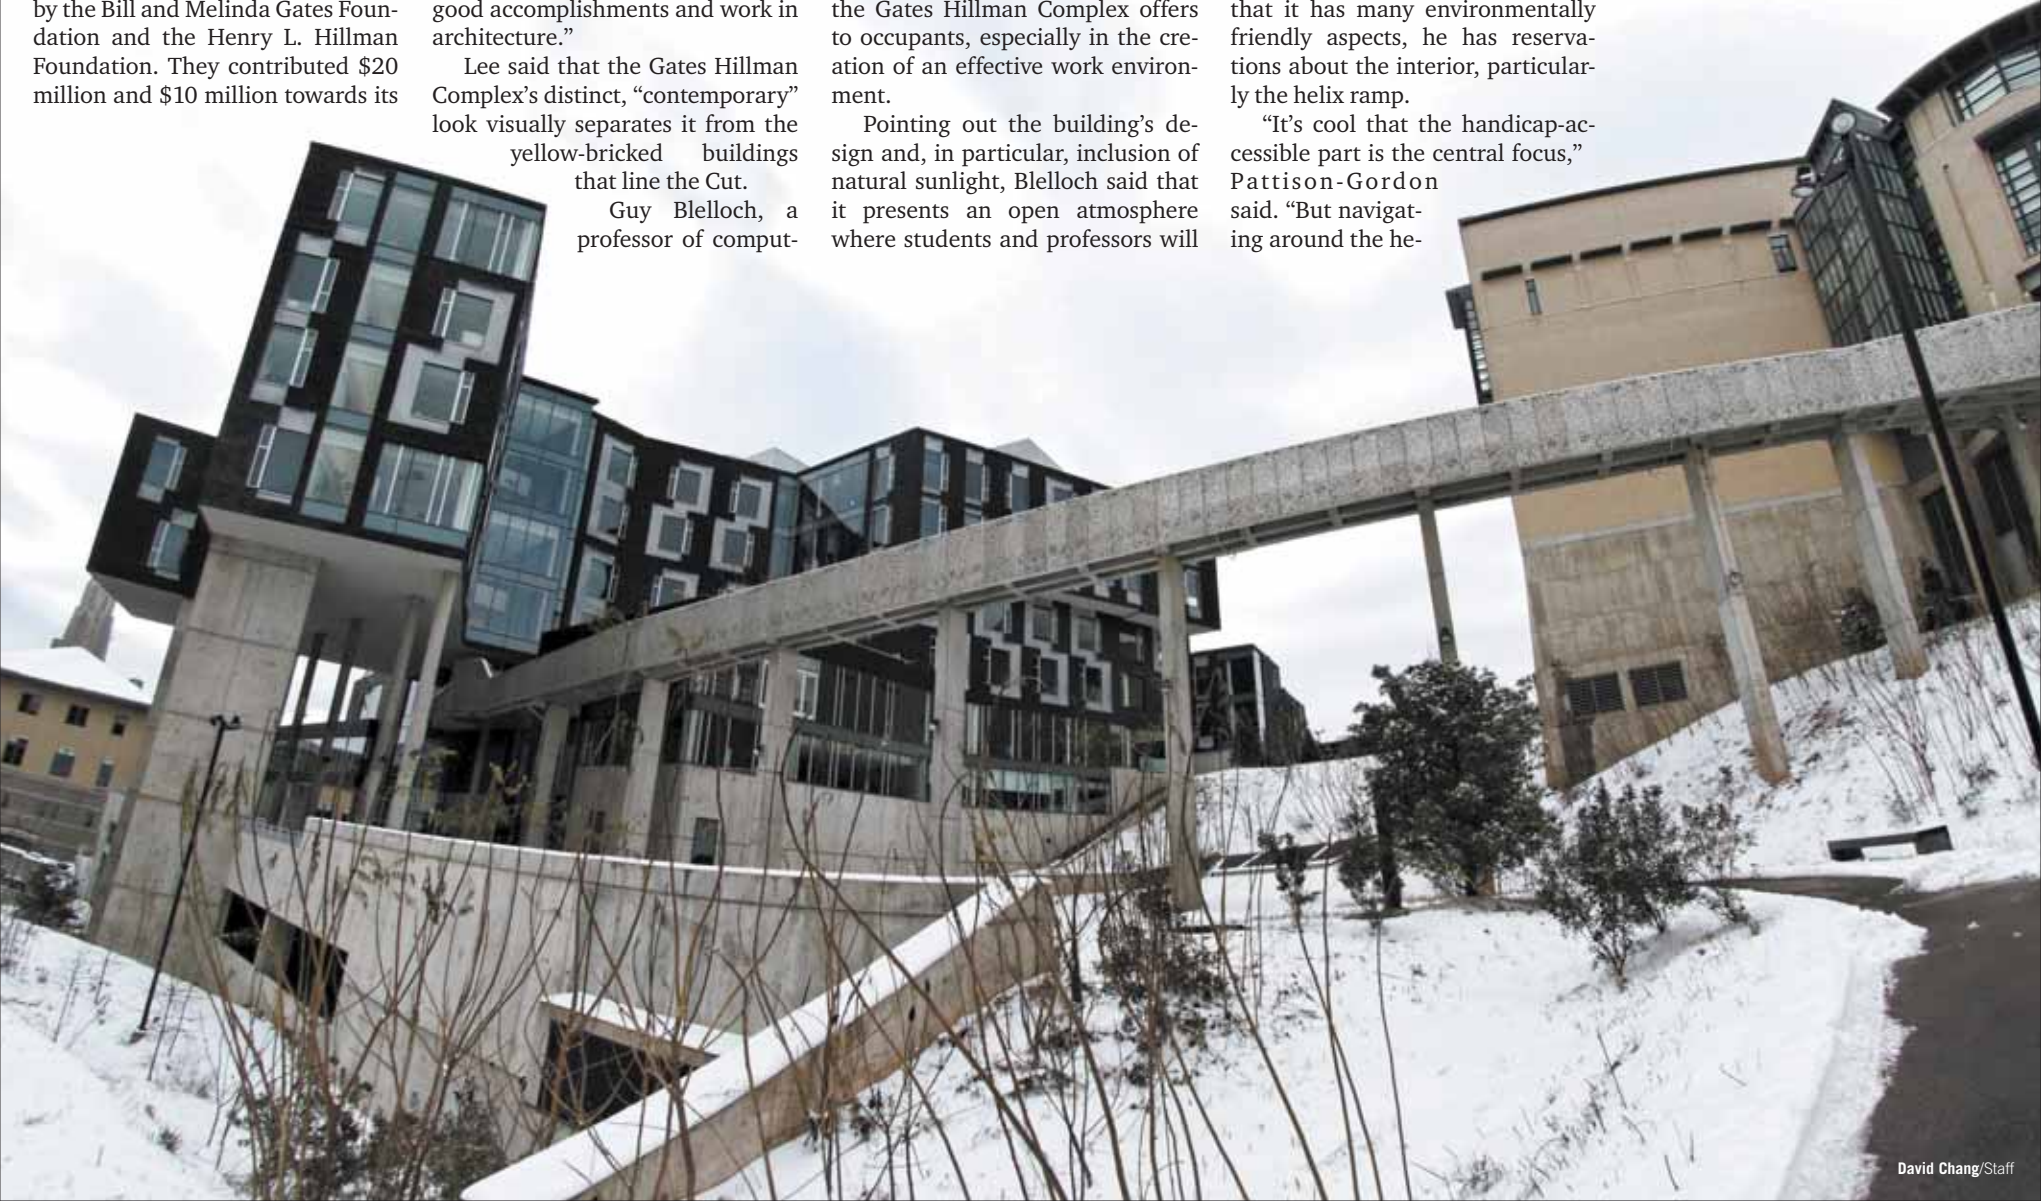 by the Bill and Melinda Gates Foun-
dation and the Henry L. Hillman
Foundation. They contributed $20
million and $10 million towards its
good accomplishments and work in
architecture.”
Lee said that the Gates Hillman
Complex’s distinct, “contemporary”
look visually separates it from the
yellow-bricked buildings
that line the Cut.
Guy Blelloch, a
professor of comput-
the Gates Hillman Complex offers
to occupants, especially in the cre-
ation of an effective work environ-
ment.
Pointing out the building’s de-
sign and, in particular, inclusion of
natural sunlight, Blelloch said that
it presents an open atmosphere
where students and professors will
that it has many environmentally
friendly aspects, he has reserva-
tions about the interior, particular-
ly the helix ramp.
“It’s cool that the handicap-ac-
cessible part is the central focus,”
Pattison-Gordon
said. “But navigat-
ing around the he-
David Chang/Staff